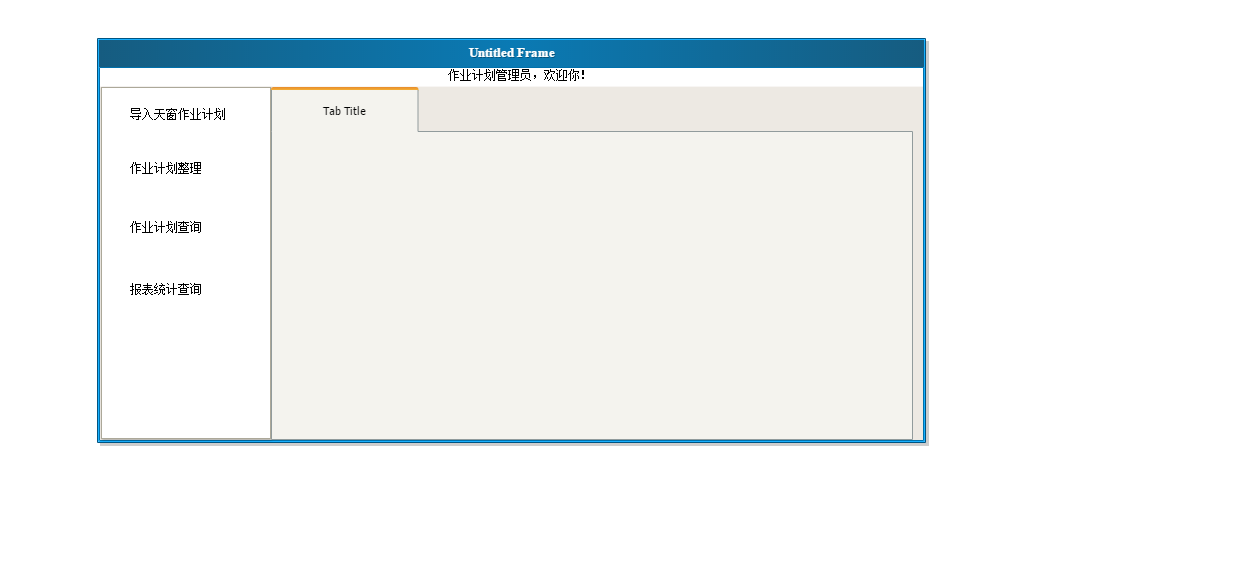 Untitled Frame
作业计划管理员，欢迎你！
导入天窗作业计划
Tab Title
作业计划整理
作业计划查询
报表统计查询